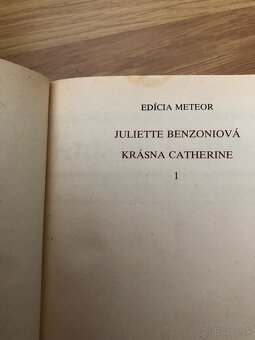 EDÍCIA METEOR
JULIETTE BENZONIOVÁ
KRÁSNA CATHERINE
1